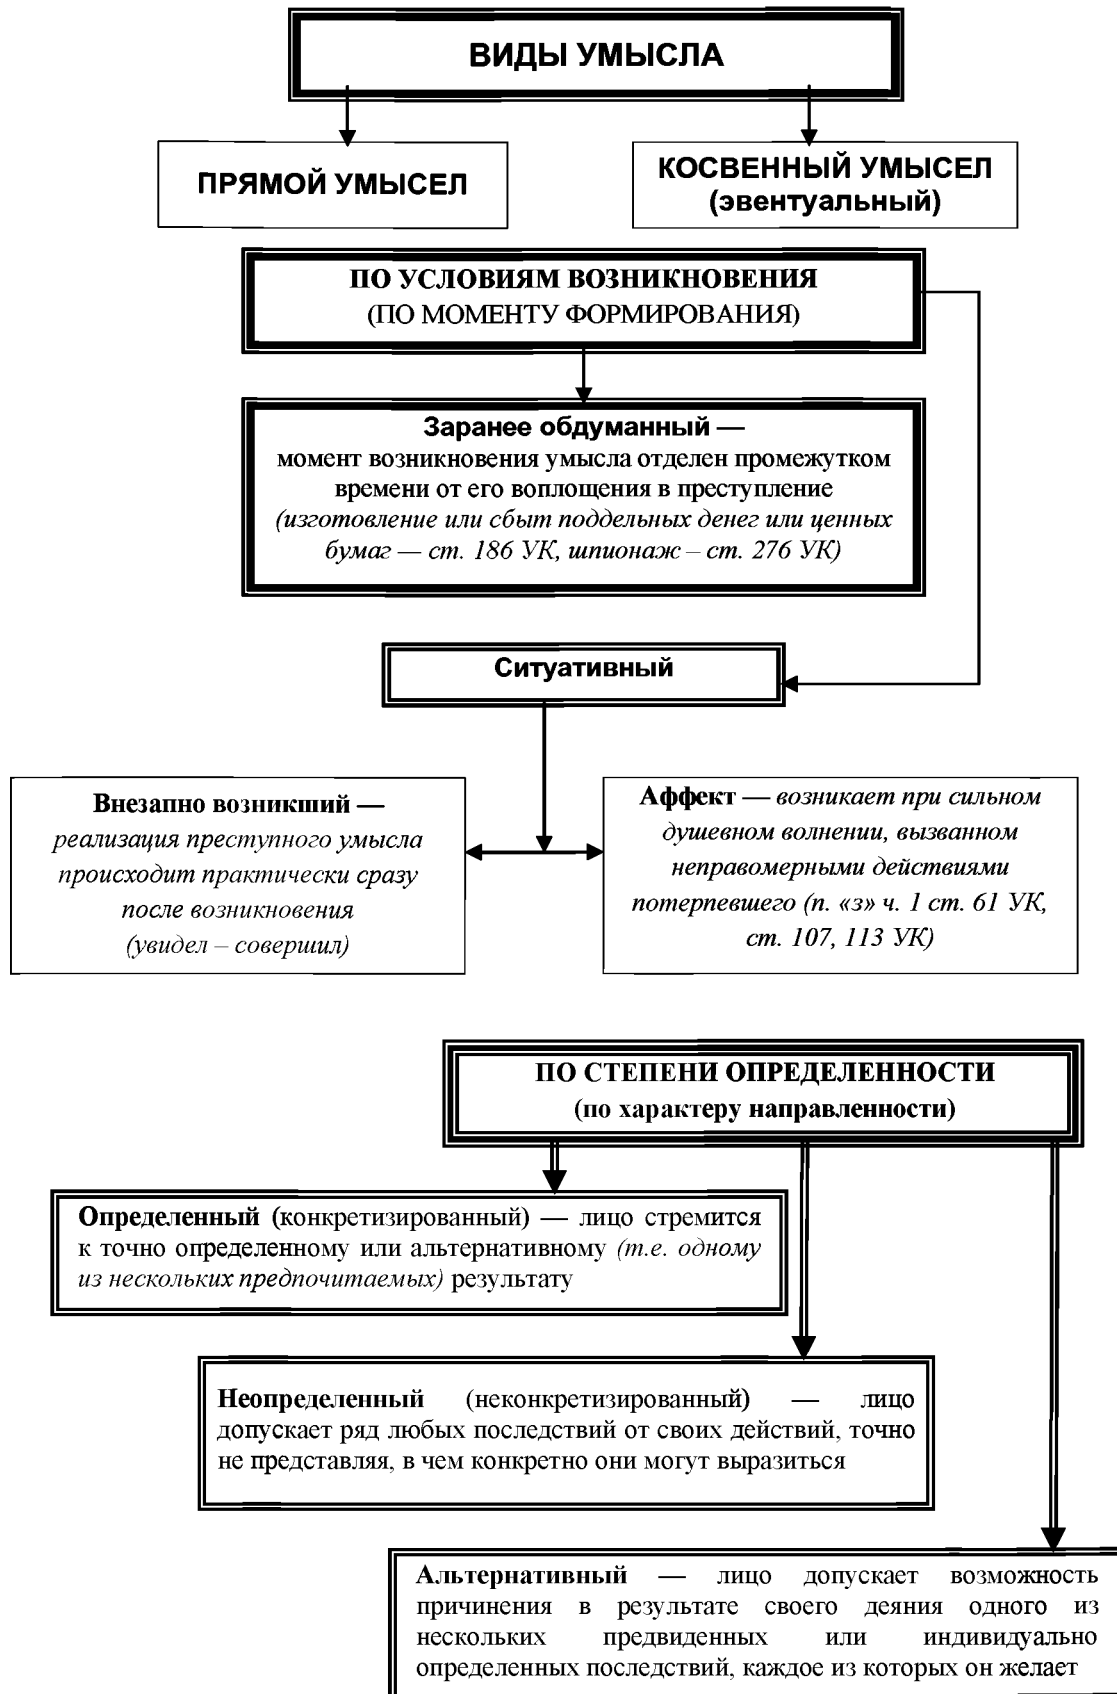 ВИДЫ УМЫСЛА
ПРЯМОЙ УМЫСЕЛ
КОСВЕННЫЙ УМЫСЕЛ
(эвентуальный)
ПО УСЛОВИЯМ ВОЗНИКНОВЕНИЯ
(ПО МОМЕНТУ ФОРМИРОВАНИЯ)
Заранее обдуманный —
момент возникновения умысла отделен промежутком
времени от его воплощения в преступление
(изготовление или сбыт поддельных денег или ценных
бумаг — ст. 186 УК, шпионаж – ст. 276 УК)
Ситуативный
Внезапно возникший —
реализация преступного умысла
происходит практически сразу
после возникновения
(увидел – совершил)
Аффект — возникает при сильном
душевном волнении, вызванном
неправомерными действиями
потерпевшего (п. «з» ч. 1 ст. 61 УК,
ст. 107, 113 УК)
ПО СТЕПЕНИ ОПРЕДЕЛЕННОСТИ
(по характеру направленности)
Определенный (конкретизированный) — лицо стремится
к точно определенному или альтернативному (т.е. одному
из нескольких предпочитаемых) результату
Неопределенный (неконкретизированный) — лицо
допускает ряд любых последствий от своих действий, точно
не представляя, в чем конкретно они могут выразиться
Альтернативный — лицо допускает возможность
причинения в результате своего деяния одного из
нескольких предвиденных или индивидуально
определенных последствий, каждое из которых он желает